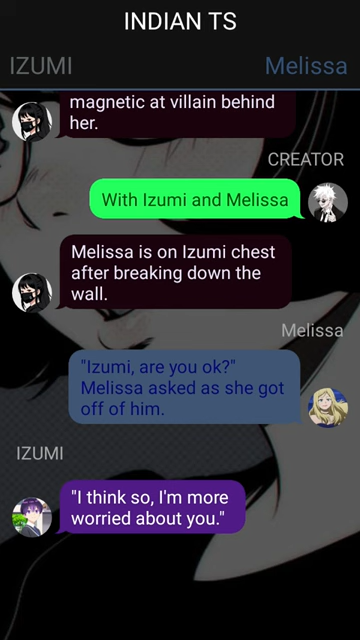 INDIAN TS
IZUMI
Melissa
magnetic at villain behind
her.
CREATOR
With Izumi and Melissa
Melissa is on Izumi chest
after breaking down the
wall.
Melissa
"Izumi, are you ok?"
Melissa asked as she got
off of him.
IZUMI
"I think so, I'm more
worried about you."